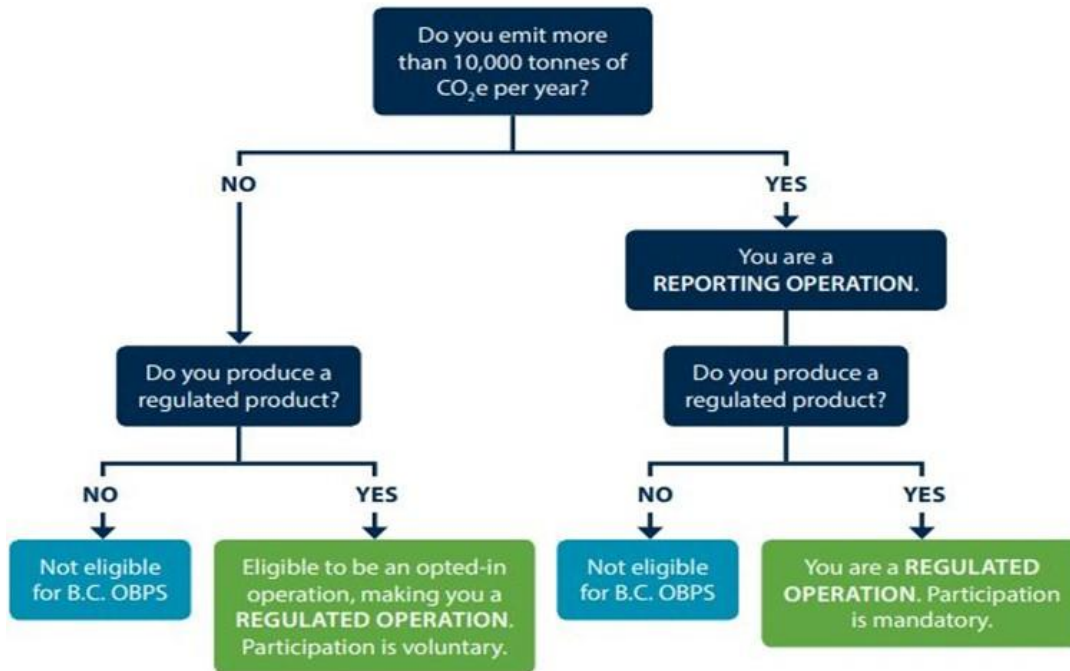 Do you emit more
than 10,000 tonnes of
CO₂e per year?
NO
YES
You are a
REPORTING OPERATION.
Do you produce a
regulated product?
Do you produce a
regulated product?
NO
YES
NO
YES
Not eligible
for B.C. OBPS
Eligible to be an opted-in
operation, making you a
REGULATED OPERATION.
Participation is voluntary.
Not eligible
for B.C. OBPS
You are a REGULATED
OPERATION. Participation
is mandatory.